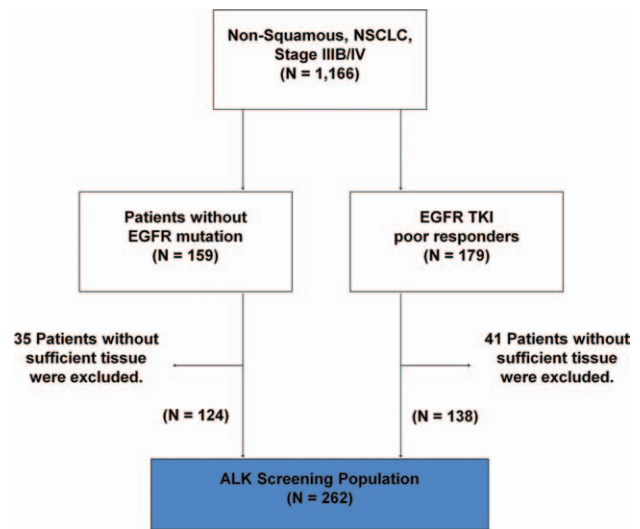 Non-Squamous, NSCLC,
Stage IIIB/IV
(N = 1,166)
Patients without
EGFR mutation
(N = 159)
EGFR TKI
poor responders
(N = 179)
35 Patients without
sufficient tissue
were excluded.
41 Patients without
sufficient tissue
were excluded.
(N = 124)
(N = 138)
ALK Screening Population
(N = 262)